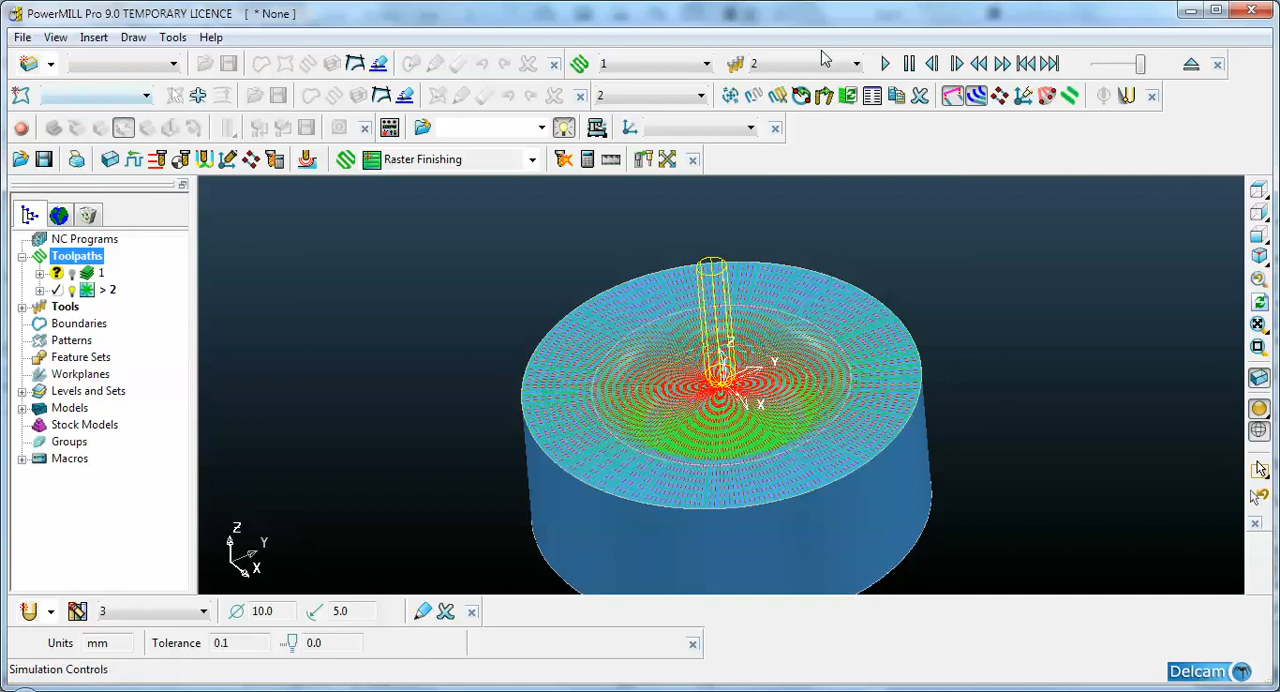 PowerMILL Pro 9.0 TEMPORARY LICENCE [ * None ]
File View Insert Draw Tools Help
1 2
2
Raster Finishing
NC Programs
Toolpaths
1
> 2
Tools
Boundaries
Patterns
Feature Sets
Workplanes
Levels and Sets
Models
Stock Models
Groups
Macros
Z
Y
X
Z
Y
X
3 10.0 5.0
Units mm Tolerance 0.1 0.0
Simulation Controls
Delcam